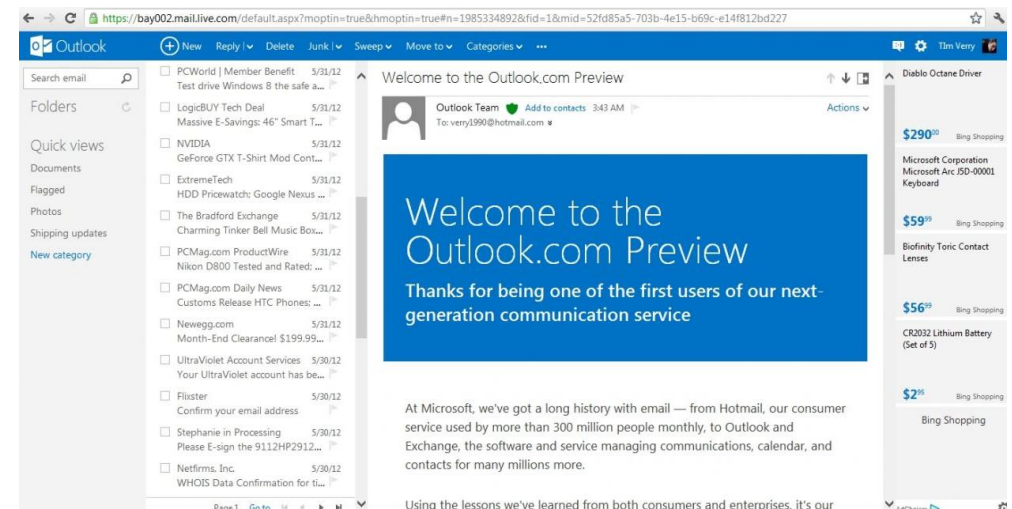 https://bay002.mail.live.com/default.aspx?moptin=true&hmoptin=true#n=1985334892&fid=1&mid=52fd85a5-703b-4e15-b69c-e14f812bd227
Outlook
New Reply Delete Junk Sweep Move to Categories ...
TIm Verry
Search email
Folders
Quick views
Documents
Flagged
Photos
Shipping updates
New category
PCWorld | Member Benefit 5/31/12
Test drive Windows 8 the safe a...
LogicBUY Tech Deal 5/31/12
Massive E-Savings: 46" Smart T...
NVIDIA 5/31/12
GeForce GTX T-Shirt Mod Cont...
ExtremeTech 5/31/12
HDD Pricewatch: Google Nexus ...
The Bradford Exchange 5/31/12
Charming Tinker Bell Music Box...
PCMag.com ProductWire 5/31/12
Nikon D800 Tested and Rated; ...
PCMag.com Daily News 5/31/12
Customs Release HTC Phones; ...
Newegg.com 5/31/12
Month-End Clearance! $199.99...
UltraViolet Account Services 5/30/12
Your UltraViolet account has be...
Flixster 5/30/12
Confirm your email address
Stephanie in Processing 5/30/12
Please E-sign the 9112HP2912...
Netfirms, Inc. 5/30/12
WHOIS Data Confirmation for ti...
Page 1 Go to
Welcome to the Outlook.com Preview
Outlook Team Add to contacts 3:43 AM
To: verry1990@hotmail.com
Actions
Welcome to the
Outlook.com Preview
Thanks for being one of the first users of our next-
generation communication service
At Microsoft, we've got a long history with email — from Hotmail, our consumer
service used by more than 300 million people monthly, to Outlook and
Exchange, the software and service managing communications, calendar, and
contacts for many millions more.
Using the lessons we've learned from both consumers and enterprises, it's our
Diablo Octane Driver
$290⁰⁰ Bing Shopping
Microsoft Corporation
Microsoft Arc J5D-00001
Keyboard
$59⁹⁹ Bing Shopping
Biofinity Toric Contact
Lenses
$56⁹⁹ Bing Shopping
CR2032 Lithium Battery
(Set of 5)
$2⁹⁵ Bing Shopping
Bing Shopping
AdChoices